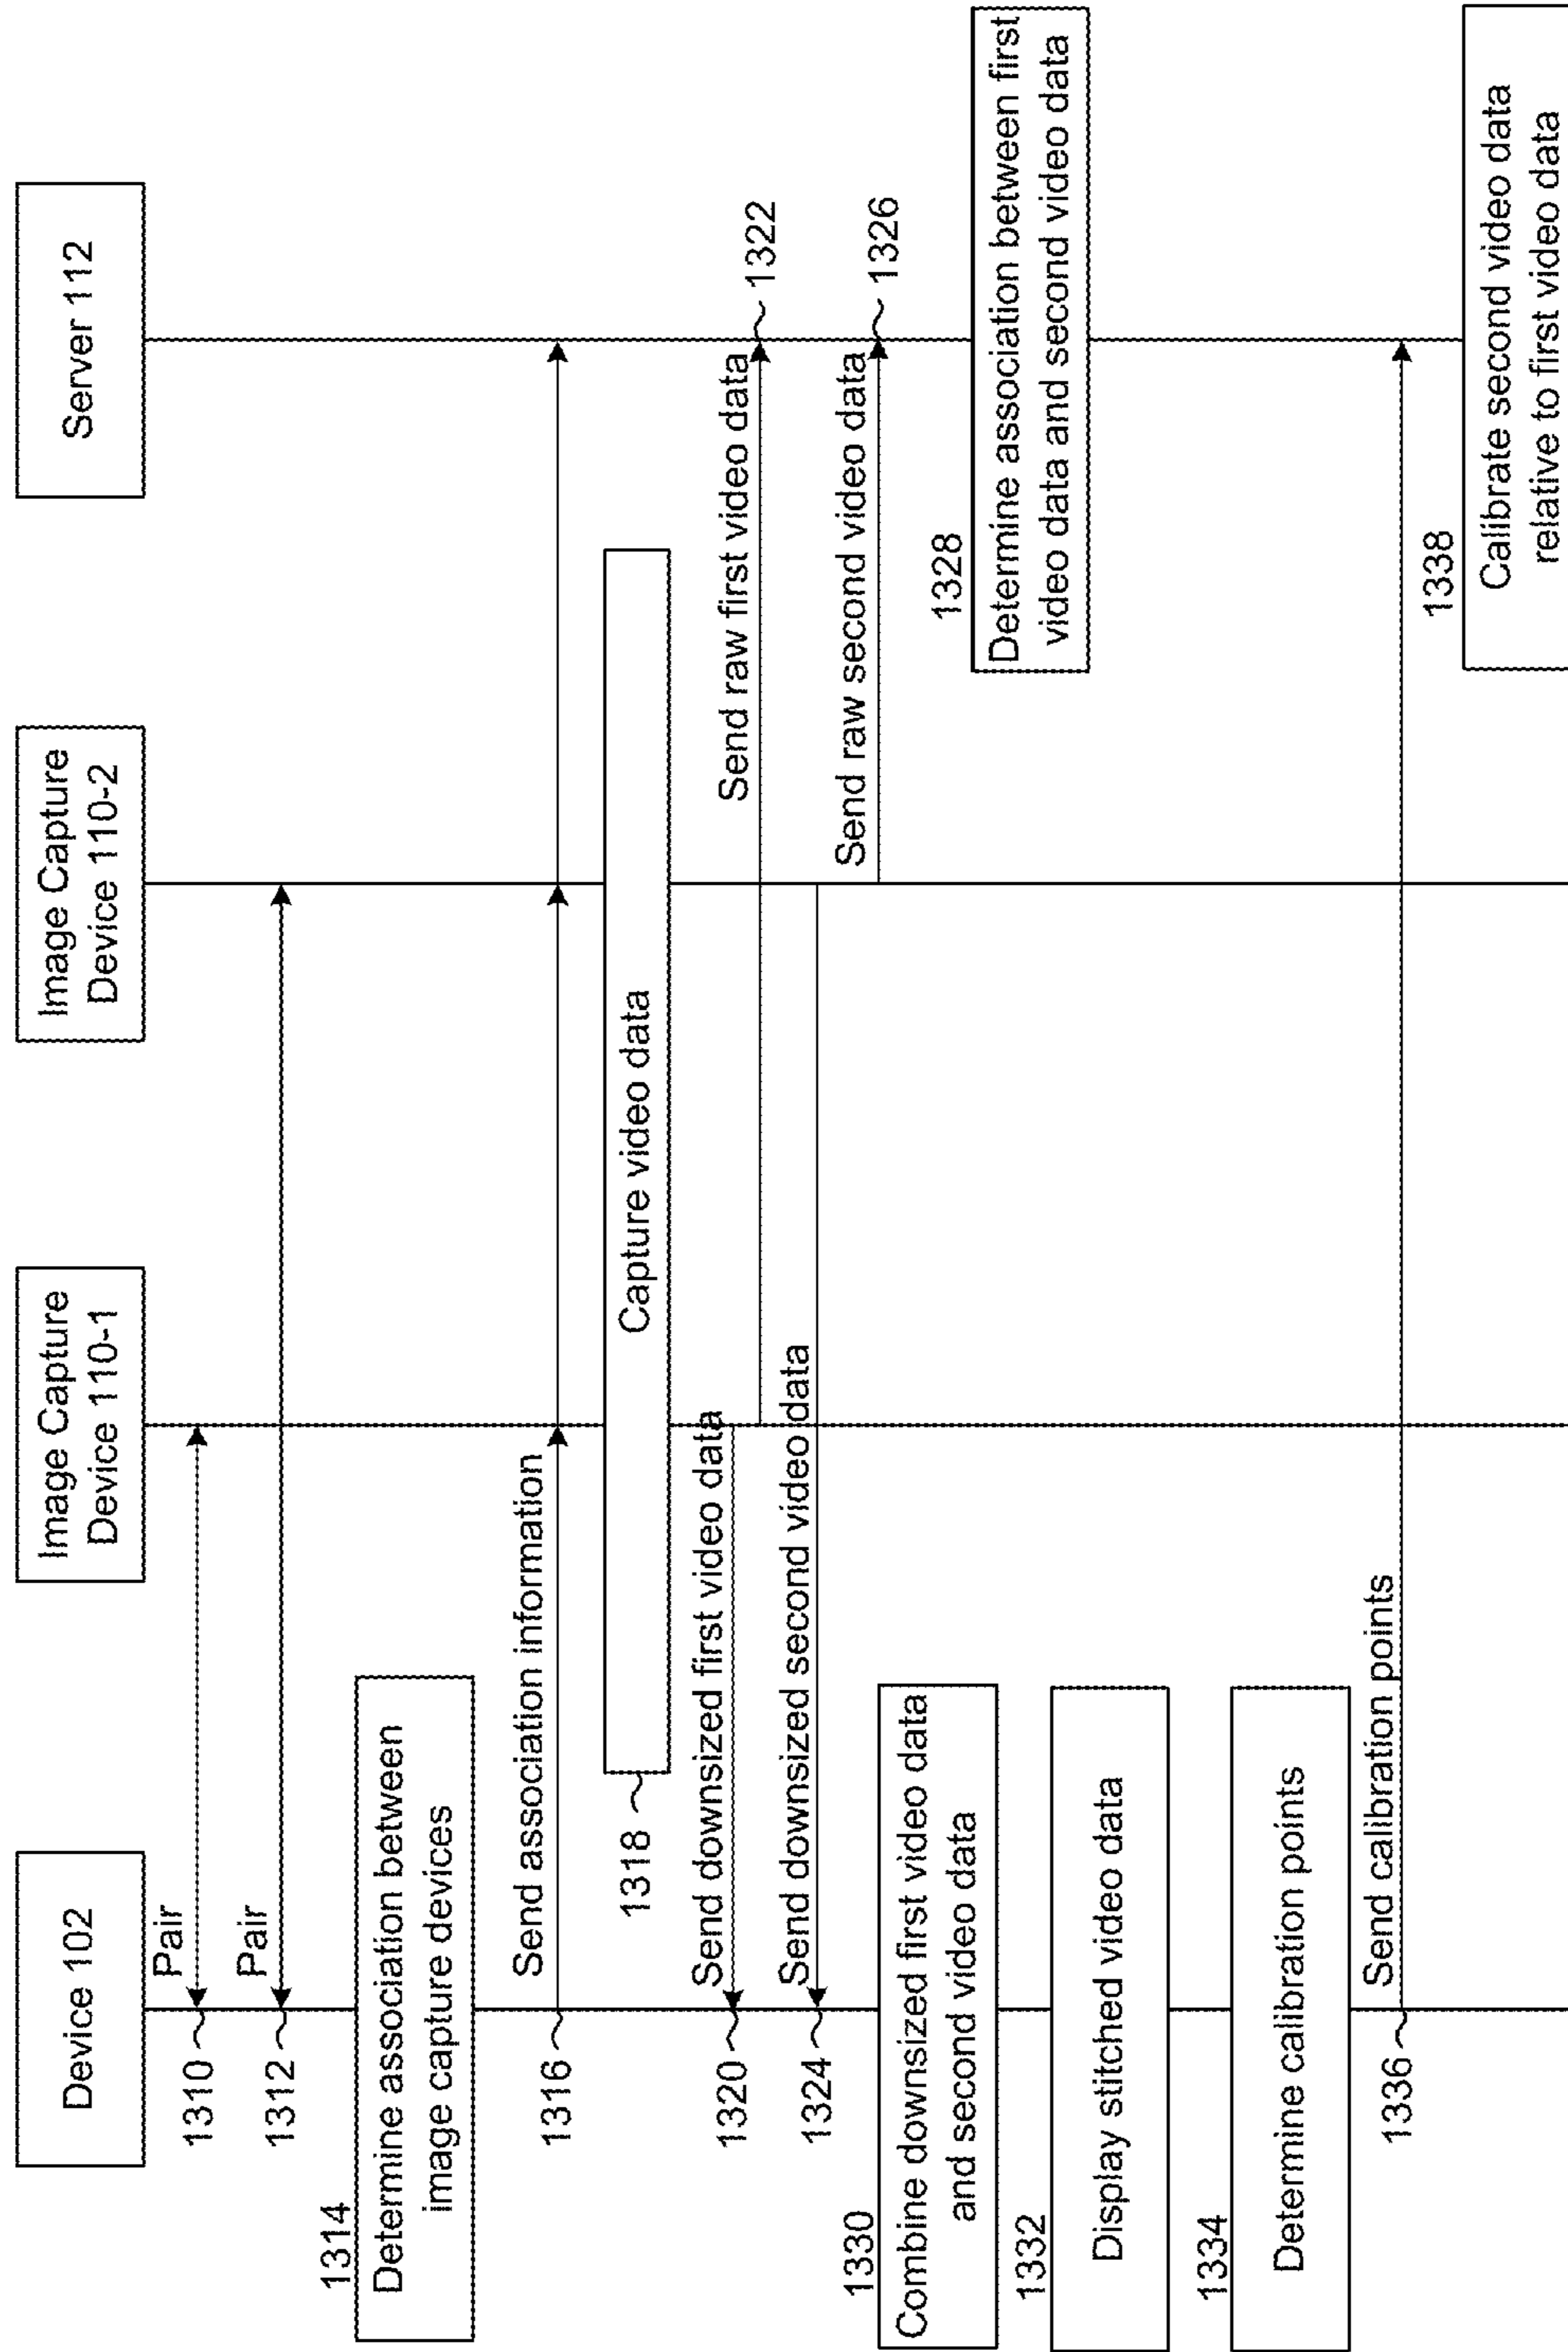 Device 102
Image Capture
Device 110-1
Image Capture
Device 110-2
Server 112
Pair
1310
Pair
1312
1314
Determine association between
image capture devices
Send association information
1316
Capture video data
1318
Send downsized first video data
1320
Send raw first video data
1322
Send downsized second video data
1324
Send raw second video data
1326
1328
Determine association between first
video data and second video data
1330
Combine downsized first video data
and second video data
1332
Display stitched video data
1334
Determine calibration points
Send calibration points
1336
1338
Calibrate second video data
relative to first video data